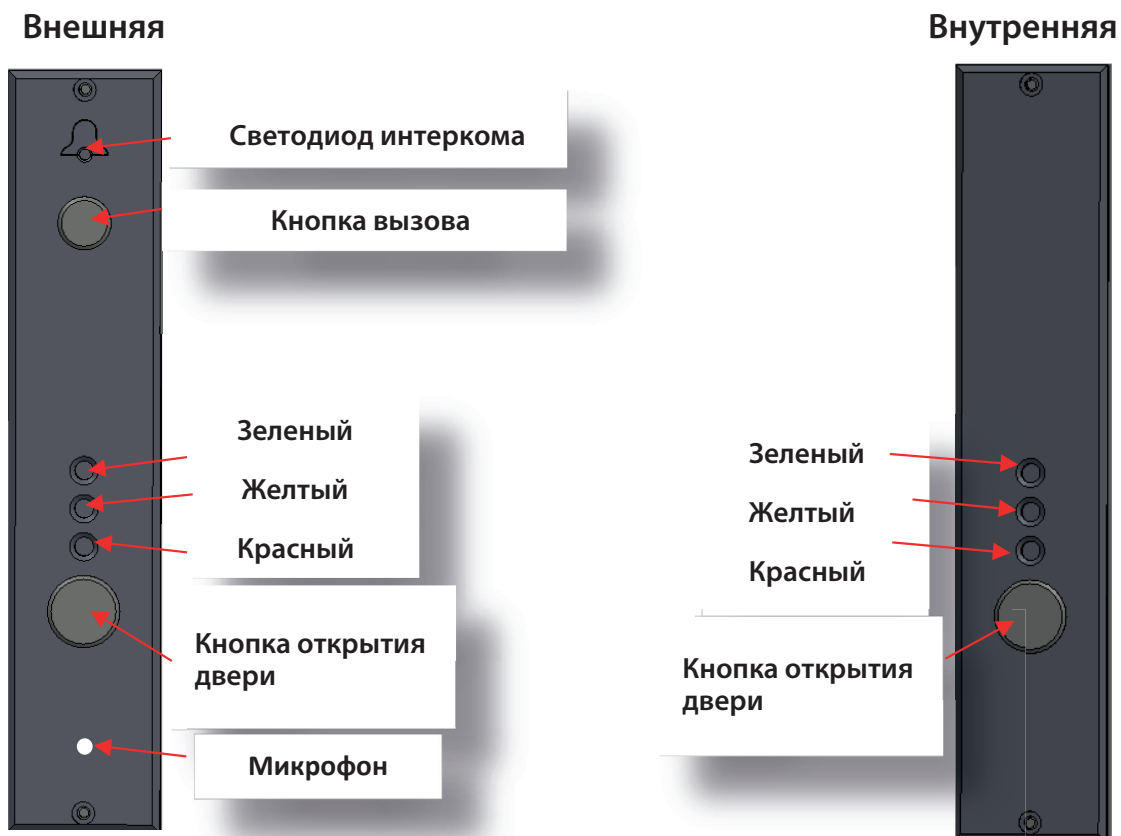 Внешняя
Внутренняя
Светодиод интеркома
Кнопка вызова
Зеленый
Желтый
Красный
Кнопка открытия
двери
Микрофон
Зеленый
Желтый
Красный
Кнопка открытия
двери